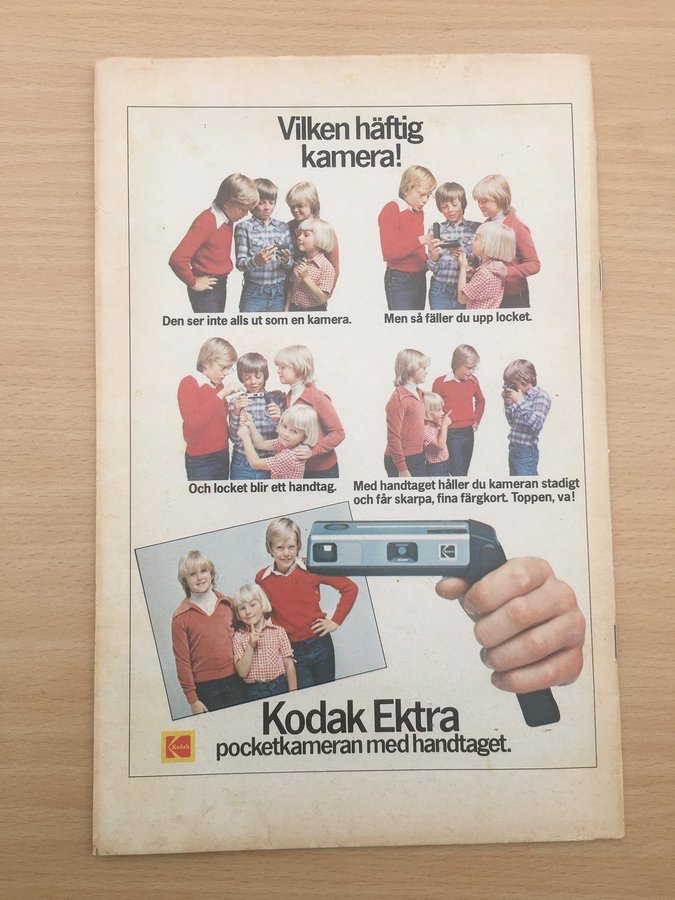 Vilken häftig
kamera!
Den ser inte alls ut som en kamera.
Men så fäller du upp locket.
Och locket blir ett handtag.
Med handtaget håller du kameran stadigt
och får skarpa, fina färgkort. Toppen, va!
Kodak Ektra
pocketkameran med handtaget.
Kodak